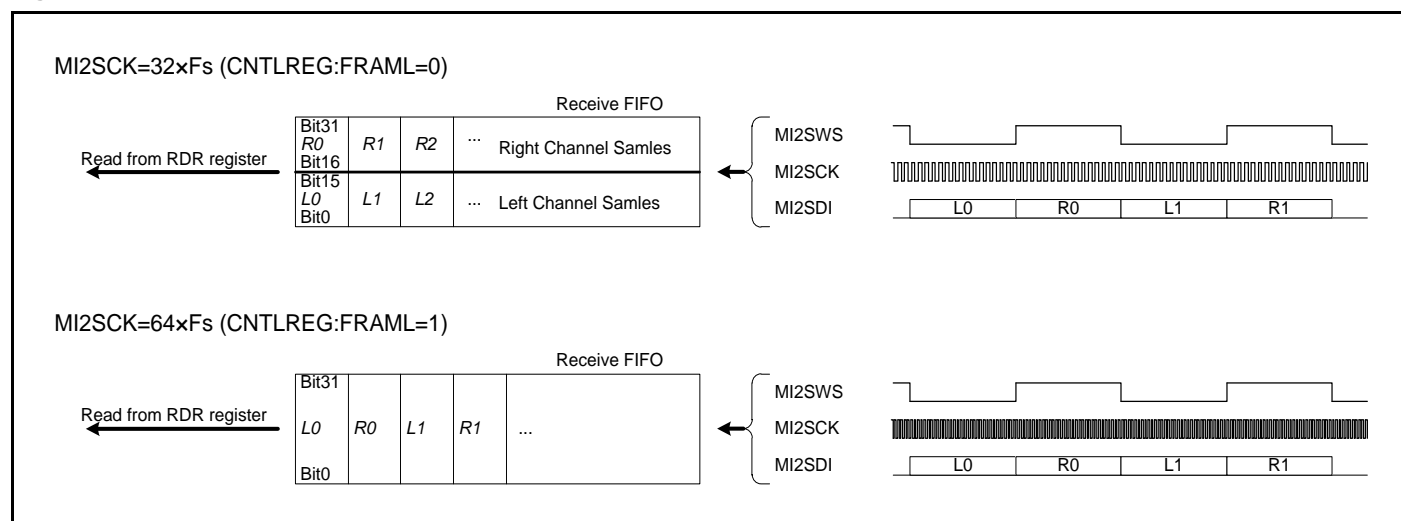 MI2SCK=32×Fs (CNTLREG:FRAML=0)
Receive FIFO
Read from RDR register
Bit31
R0
Bit16
R1
R2
... Right Channel Samles
Bit15
L0
Bit0
L1
L2
... Left Channel Samles
MI2SWS
MI2SCK
MI2SDI
L0
R0
L1
R1
MI2SCK=64×Fs (CNTLREG:FRAML=1)
Receive FIFO
Read from RDR register
Bit31
L0
Bit0
R0
L1
R1
...
MI2SWS
MI2SCK
MI2SDI
L0
R0
L1
R1